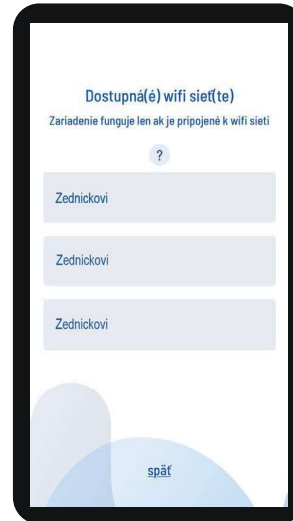 Dostupná(é) wifi sieť(te)
Zariadenie funguje len ak je pripojené k wifi sieti
?
Zednickovi
Zednickovi
Zednickovi
späť